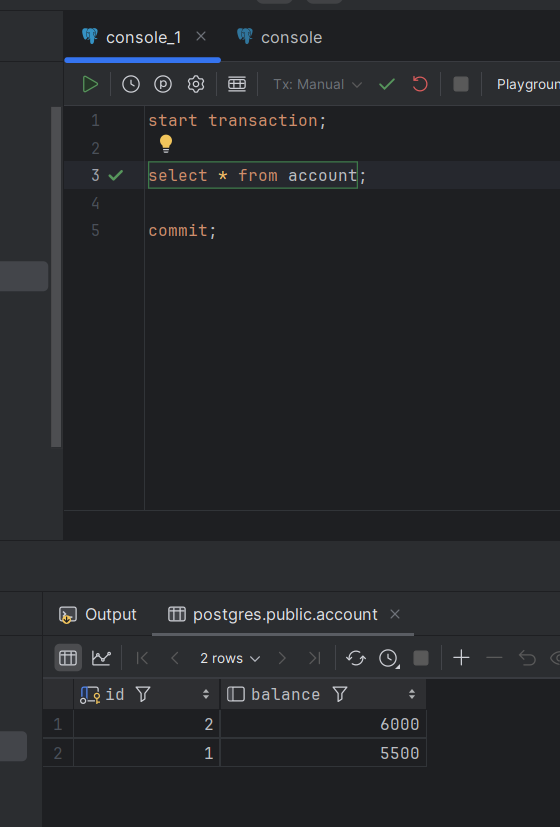 console_1 console
Tx: Manual Playgroun
1 start transaction;
2
3 select * from account;
4
5 commit;
Output postgres.public.account
2 rows
id balance
1 2 6000
2 1 5500